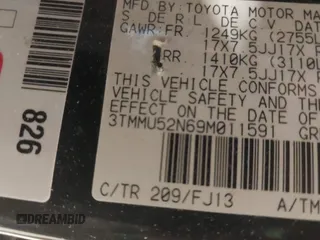 MFD.BY: TOYOTA MOTOR MA
S DE R.L. DE C.V. DAT
GAWR:FR. 1249KG (2755L
17X7.5JJ17X P
RR. 1410KG (3110L
17X7.5JJ17X P
THIS VEHICLE CONFORMS
VEHICLE SAFETY AND THE
EFFECT ON THE DATE OF
3TMMU52N69M011591 GR
C/TR 209/FJ13 A/TM
826
DREAMBID